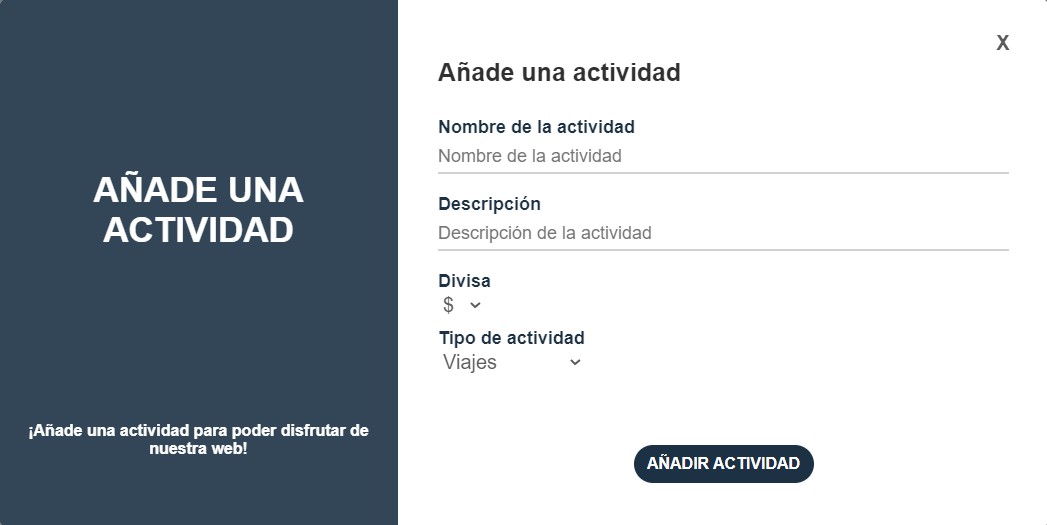 AÑADE UNA
ACTIVIDAD
¡Añade una actividad para poder disfrutar de
nuestra web!
X
Añade una actividad
Nombre de la actividad
Nombre de la actividad
Descripción
Descripción de la actividad
Divisa
$
Tipo de actividad
Viajes
AÑADIR ACTIVIDAD